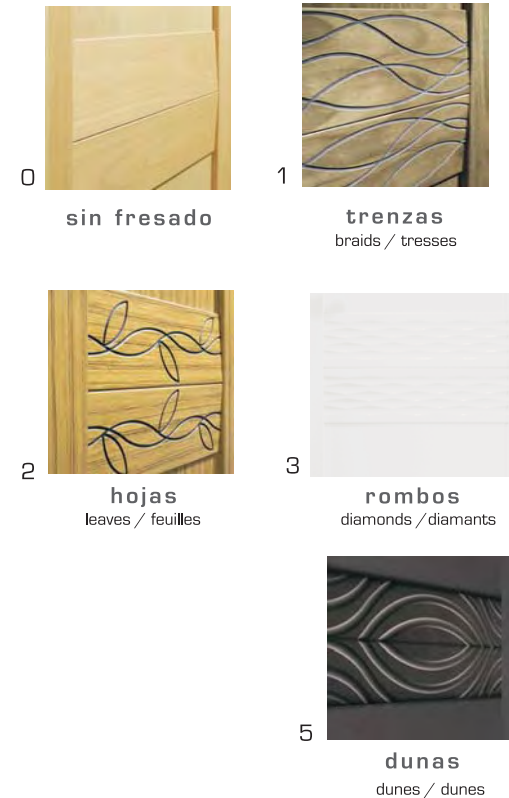 0
sin fresado
1
trenzas
braids / tresses
2
hojas
leaves / feuilles
3
rombos
diamonds / diamants
5
dunas
dunes / dunes